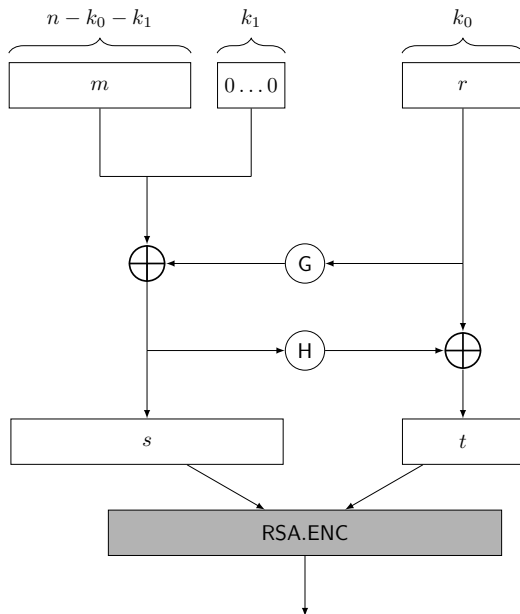 n − k₀ − k₁
k₁
k₀
m
0 . . . 0
r
G
H
s
t
RSA.ENC